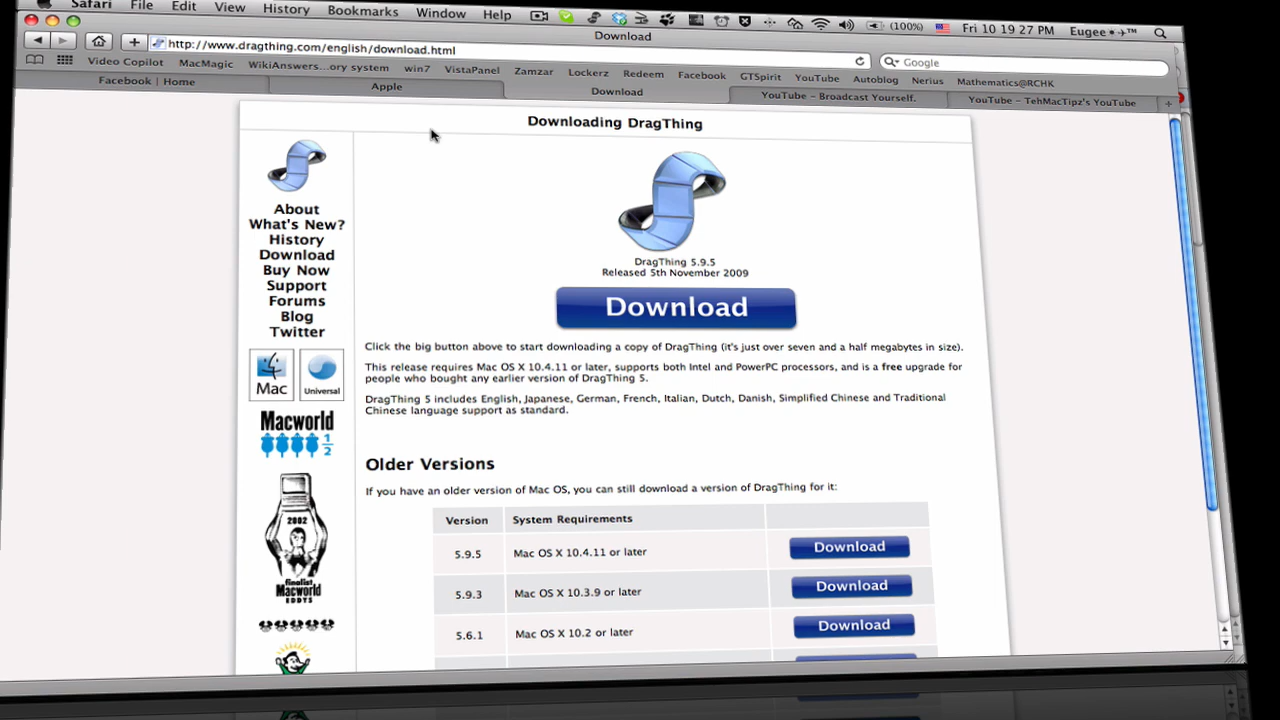 Safari File Edit View History Bookmarks Window Help (100%) Fri 10 19 27 PM Eugee
Download
http://www.dragthing.com/english/download.html
Google
Video Copilot MacMagic WikiAnswers...ory system win7 VistaPanel Zamzar Lockerz Redeem Facebook GTSpirit YouTube Autoblog Nerius Mathematics@RCHK
Facebook | Home Apple Download YouTube - Broadcast Yourself. YouTube - TehMacTipz's YouTube
Downloading DragThing
About
What's New?
History
Download
Buy Now
Support
Forums
Blog
Twitter
Mac Universal
Macworld
1/2
2002
finalist
Macworld
EDDYS
DragThing 5.9.5
Released 5th November 2009
Download
Click the big button above to start downloading a copy of DragThing (it's just over seven and a half megabytes in size).
This release requires Mac OS X 10.4.11 or later, supports both Intel and PowerPC processors, and is a free upgrade for
people who bought any earlier version of DragThing 5.
DragThing 5 includes English, Japanese, German, French, Italian, Dutch, Danish, Simplified Chinese and Traditional
Chinese language support as standard.
Older Versions
If you have an older version of Mac OS, you can still download a version of DragThing for it:
Version System Requirements
5.9.5 Mac OS X 10.4.11 or later Download
5.9.3 Mac OS X 10.3.9 or later Download
5.6.1 Mac OS X 10.2 or later Download